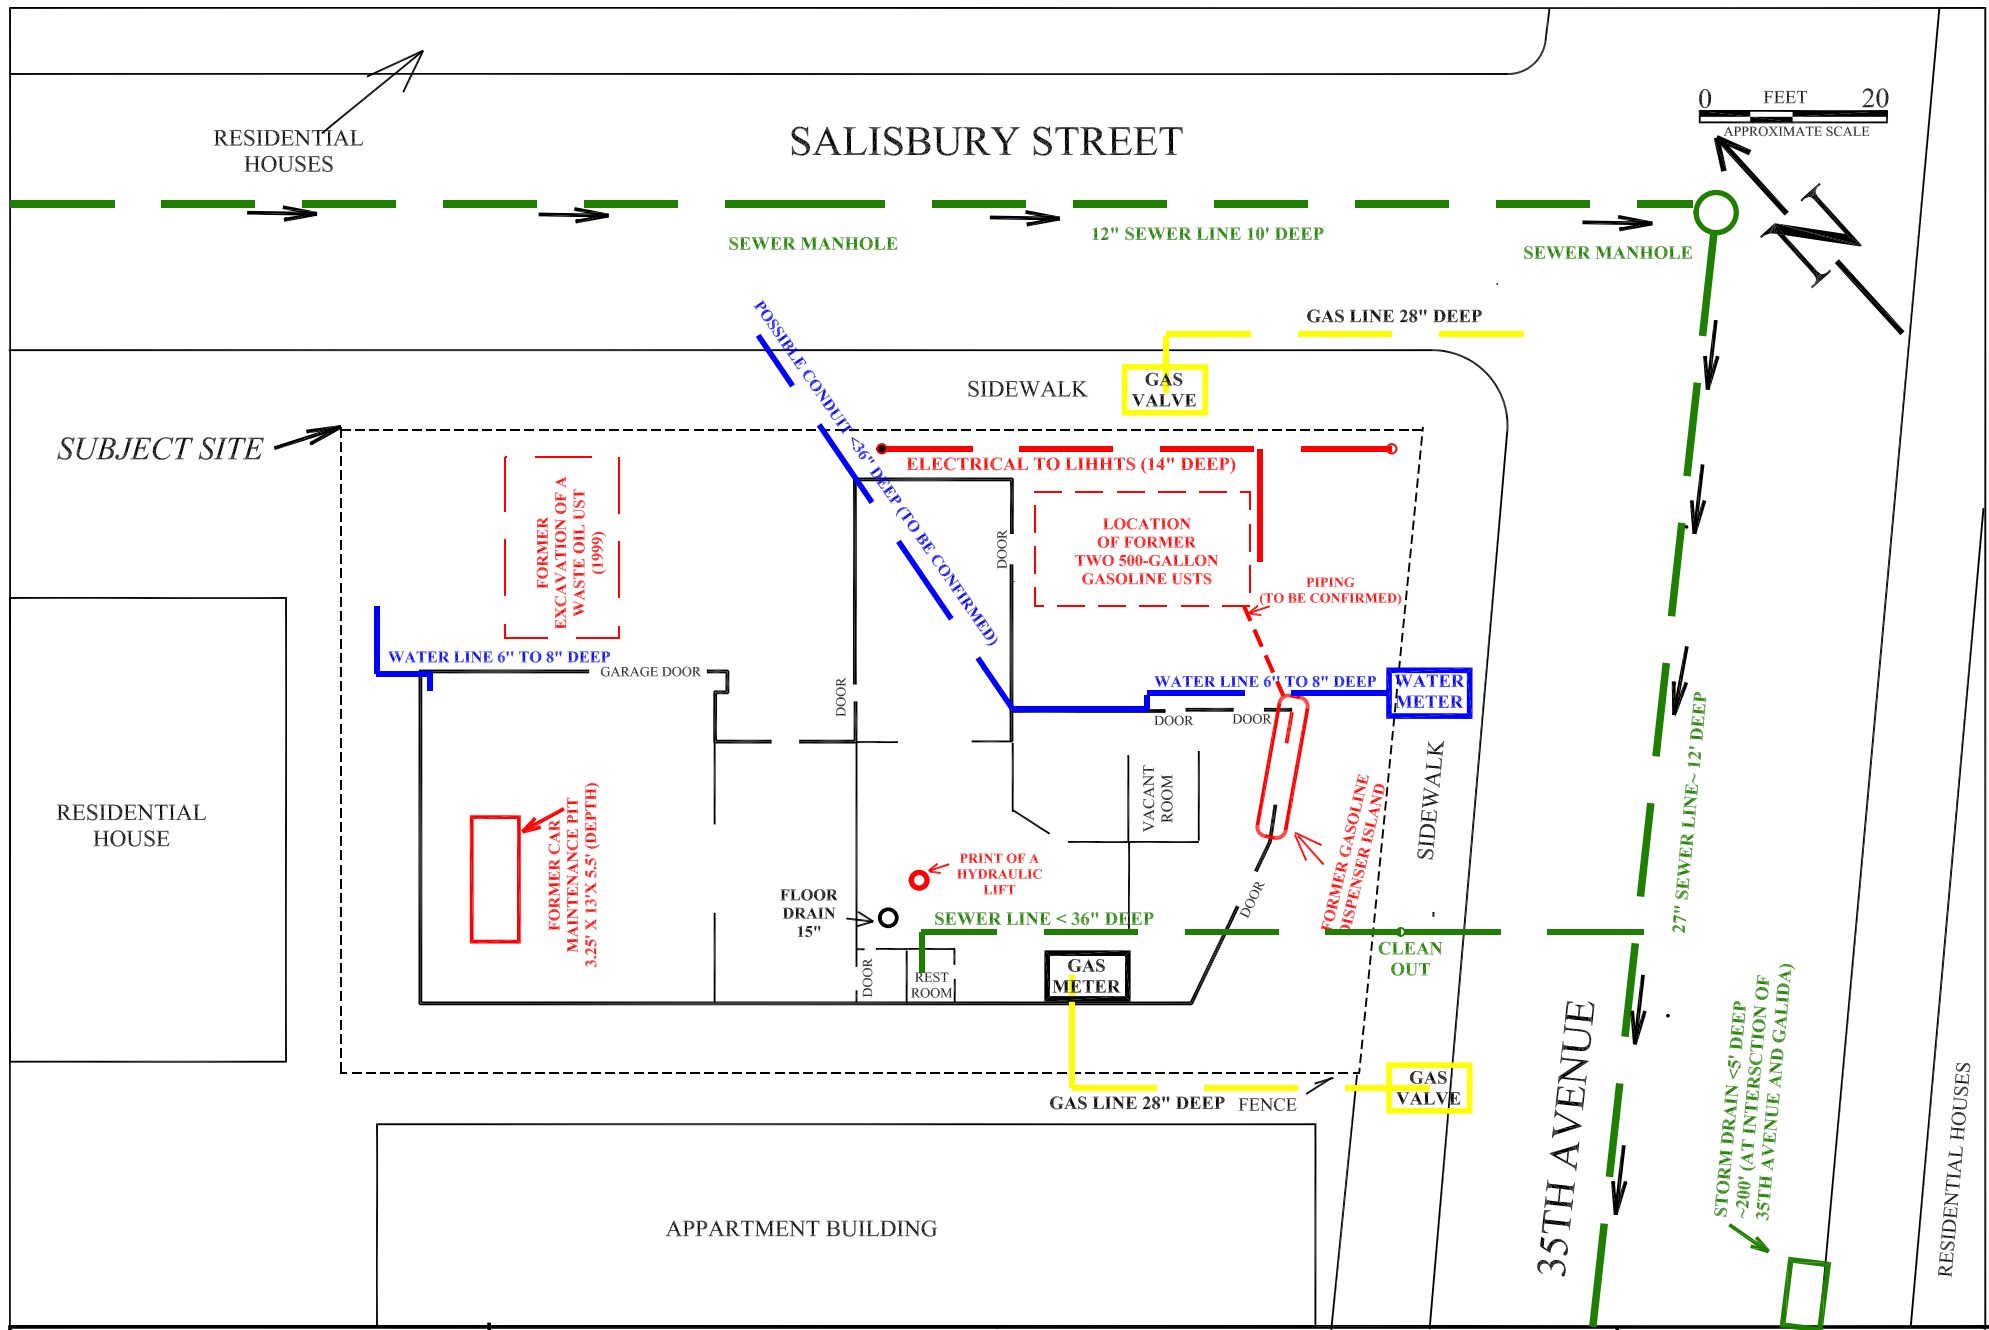 0 FEET 20
APPROXIMATE SCALE
N
RESIDENTIAL
HOUSES
SALISBURY STREET
SEWER MANHOLE
12" SEWER LINE 10' DEEP
SEWER MANHOLE
GAS LINE 28" DEEP
POSSIBLE CONDUIT <36" DEEP (TO BE CONFIRMED)
SIDEWALK
GAS
VALVE
SUBJECT SITE
ELECTRICAL TO LIHHTS (14" DEEP)
FORMER
EXCAVATION OF A
WASTE OIL UST
(1999)
LOCATION
OF FORMER
TWO 500-GALLON
GASOLINE USTS
DOOR
PIPING
(TO BE CONFIRMED)
WATER LINE 6" TO 8" DEEP
GARAGE DOOR
DOOR
WATER LINE 6" TO 8" DEEP
WATER
METER
DOOR
DOOR
27" SEWER LINE~ 12' DEEP
SIDEWALK
VACANT
ROOM
RESIDENTIAL
HOUSE
FORMER CAR
MAINTENANCE PIT
3.25' X 13'X 5.5' (DEPTH)
FORMER GASOLINE
DISPENSER ISLAND
PRINT OF A
HYDRAULIC
LIFT
FLOOR
DRAIN
15"
DOOR
SEWER LINE < 36" DEEP
CLEAN
OUT
DOOR
REST
ROOM
GAS
METER
35TH AVENUE
STORM DRAIN <5' DEEP
~200' (AT INTERSCTION OF
35TH AVENUE AND GALIDA)
GAS LINE 28" DEEP
FENCE
GAS
VALVE
RESIDENTIAL HOUSES
APPARTMENT BUILDING